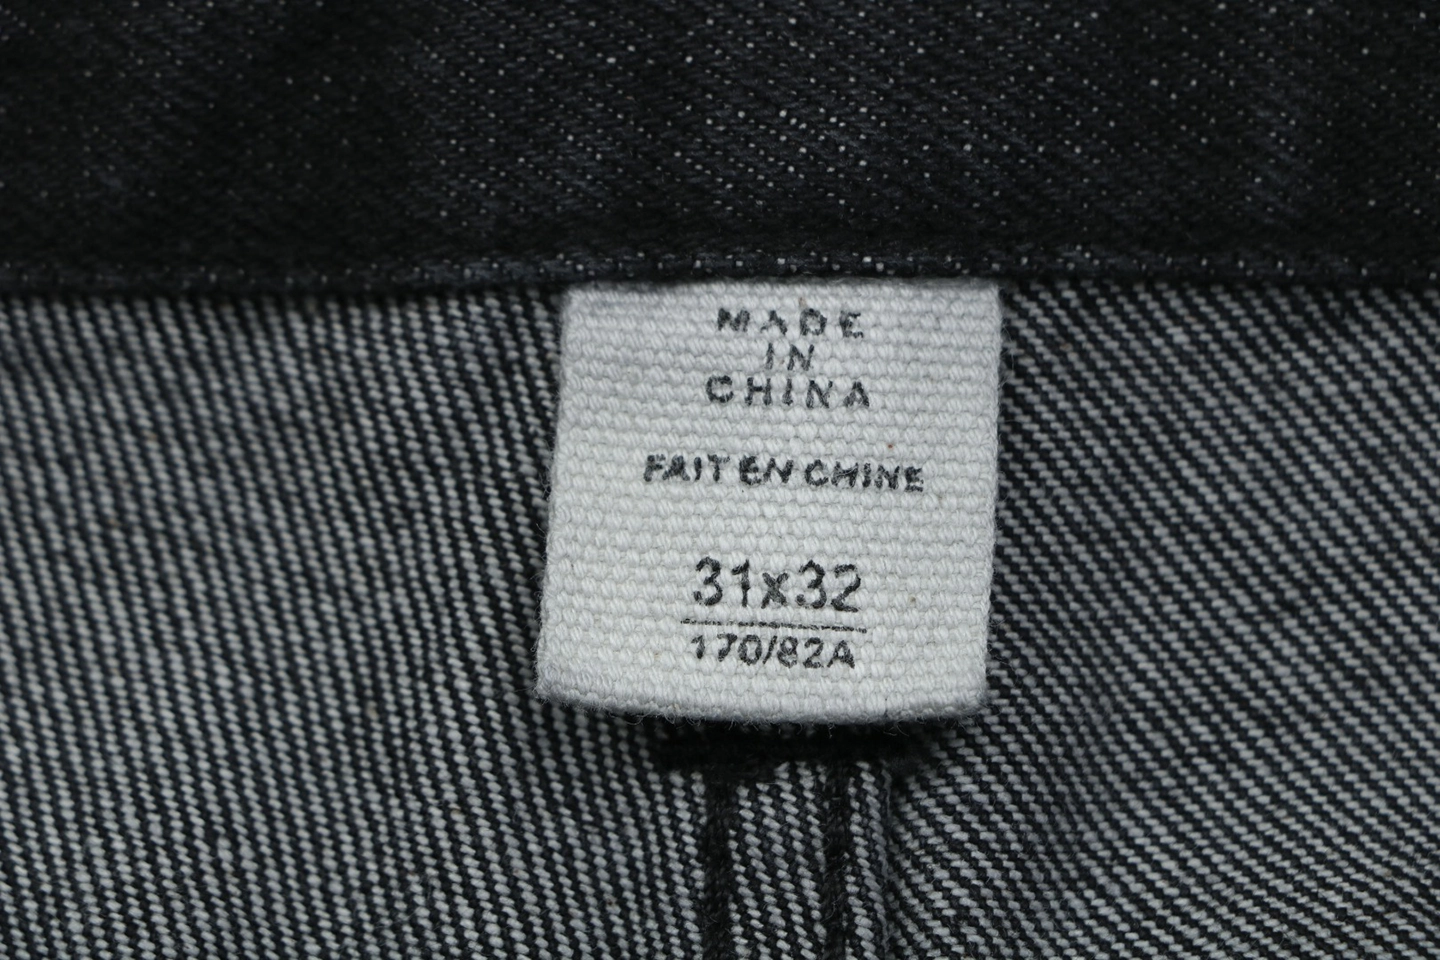 MADE
IN
CHINA
FAIT EN CHINE
31x32
170/82A